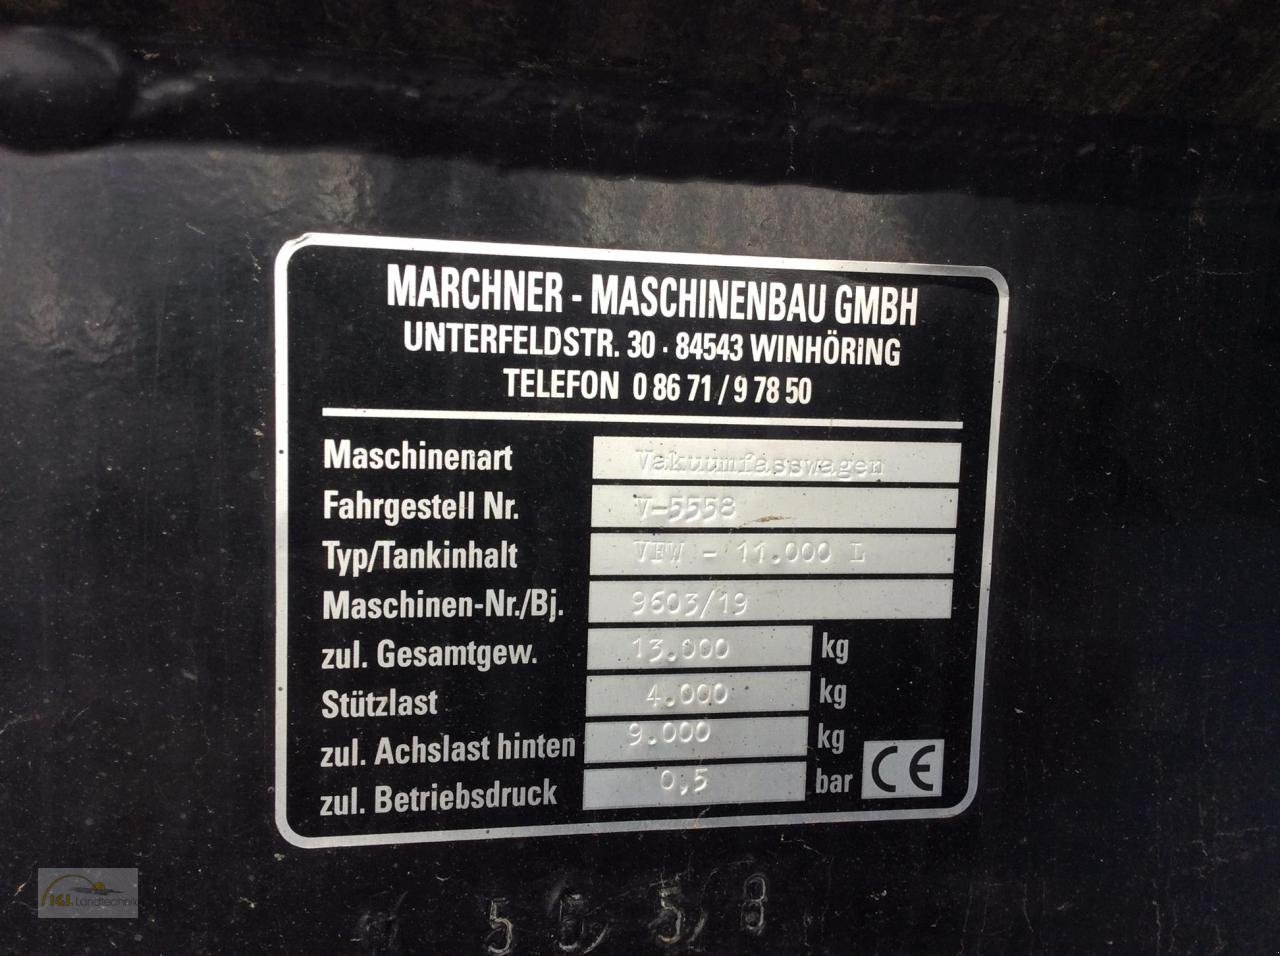 MARCHNER - MASCHINENBAU GMBH
UNTERFELDSTR. 30 · 84543 WINHÖRING
TELEFON 0 86 71 / 9 78 50
Maschinenart Vakuumfasswagen
Fahrgestell Nr. V-5558
Typ/Tankinhalt VFW - 11.000 L
Maschinen-Nr./Bj. 9603/19
zul. Gesamtgew. 13.000 kg
Stützlast 4.000 kg
zul. Achslast hinten 9.000 kg
zul. Betriebsdruck 0,5 bar CE
IGL Landtechnik
5558